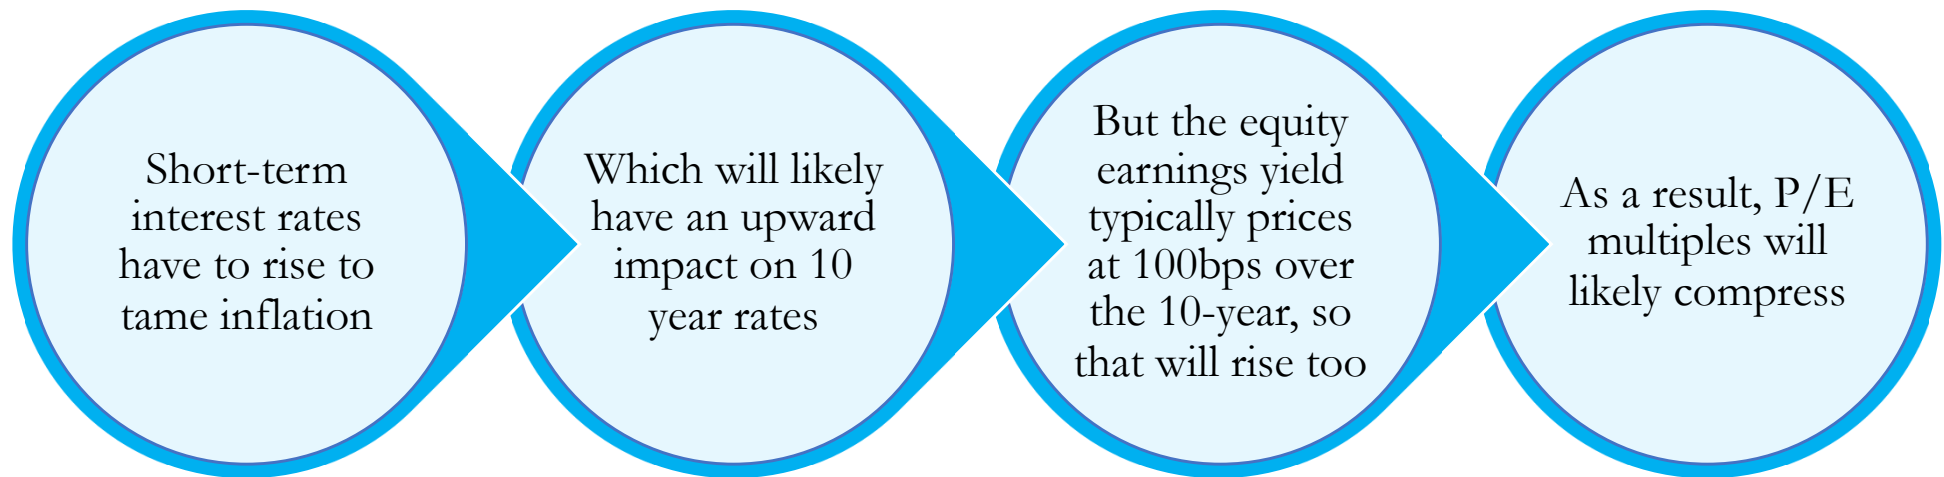 Short-term
interest rates
have to rise to
tame inflation
Which will likely
have an upward
impact on 10
year rates
But the equity
earnings yield
typically prices
at 100bps over
the 10-year, so
that will rise too
As a result, P/E
multiples will
likely compress